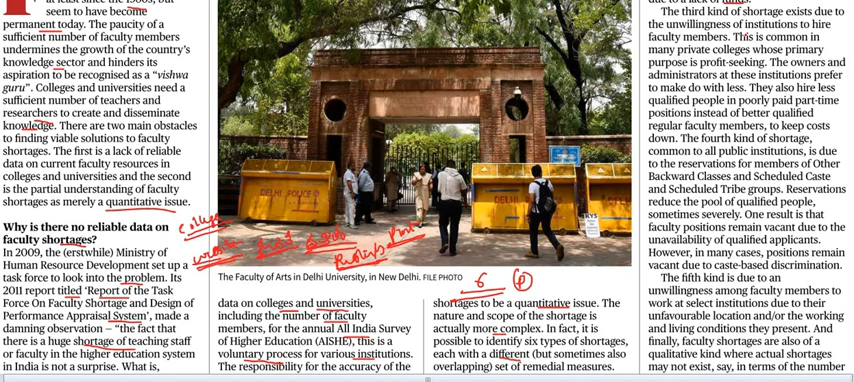 at least since the 1980s, but
seem to have become
permanent today. The paucity of a
sufficient number of faculty members
undermines the growth of the country's
knowledge sector and hinders its
aspiration to be recognised as a “vishwa
guru”. Colleges and universities need a
sufficient number of teachers and
researchers to create and disseminate
knowledge. There are two main obstacles
to finding viable solutions to faculty
shortages. The first is a lack of reliable
data on current faculty resources in
colleges and universities and the second
is the partial understanding of faculty
shortages as merely a quantitative issue.
Why is there no reliable data on
faculty shortages?
In 2009, the (erstwhile) Ministry of
Human Resource Development set up a
task force to look into the problem. Its
2011 report titled ‘Report of the Task
Force On Faculty Shortage and Design of
Performance Appraisal System’, made a
damning observation – “the fact that
there is a huge shortage of teaching staff
or faculty in the higher education system
in India is not a surprise. What is,
DELHI POLICE
DELHI
KYS
College
6
P
The Faculty of Arts in Delhi University, in New Delhi. FILE PHOTO
data on colleges and universities,
including the number of faculty
members, for the annual All India Survey
of Higher Education (AISHE), this is a
voluntary process for various institutions.
The responsibility for the accuracy of the
shortages to be a quantitative issue. The
nature and scope of the shortage is
actually more complex. In fact, it is
possible to identify six types of shortages,
each with a different (but sometimes also
overlapping) set of remedial measures.
due to a lack of funds.
The third kind of shortage exists due to
the unwillingness of institutions to hire
faculty members. This is common in
many private colleges whose primary
purpose is profit-seeking. The owners and
administrators at these institutions prefer
to make do with less. They also hire less
qualified people in poorly paid part-time
positions instead of better qualified
regular faculty members, to keep costs
down. The fourth kind of shortage,
common to all public institutions, is due
to the reservations for members of Other
Backward Classes and Scheduled Caste
and Scheduled Tribe groups. Reservations
reduce the pool of qualified people,
sometimes severely. One result is that
faculty positions remain vacant due to the
unavailability of qualified applicants.
However, in many cases, positions remain
vacant due to caste-based discrimination.
The fifth kind is due to an
unwillingness among faculty members to
work at select institutions due to their
unfavourable location and/or the working
and living conditions they present. And
finally, faculty shortages are also of a
qualitative kind where actual shortages
may not exist, say, in terms of the number